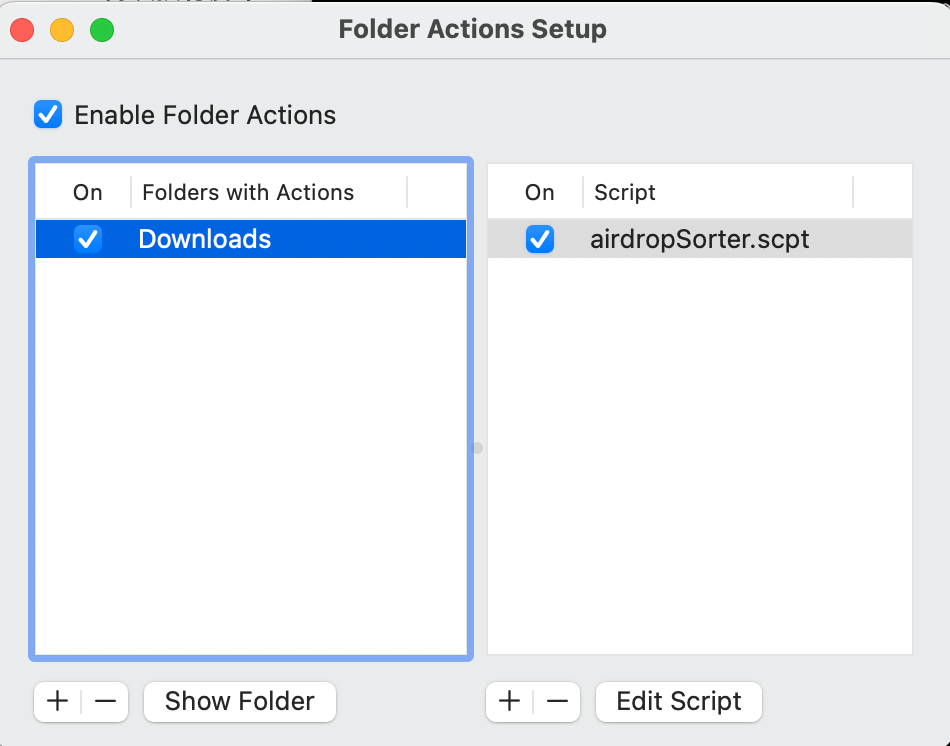 Folder Actions Setup
Enable Folder Actions
On Folders with Actions
Downloads
On Script
airdropSorter.scpt
Show Folder
Edit Script